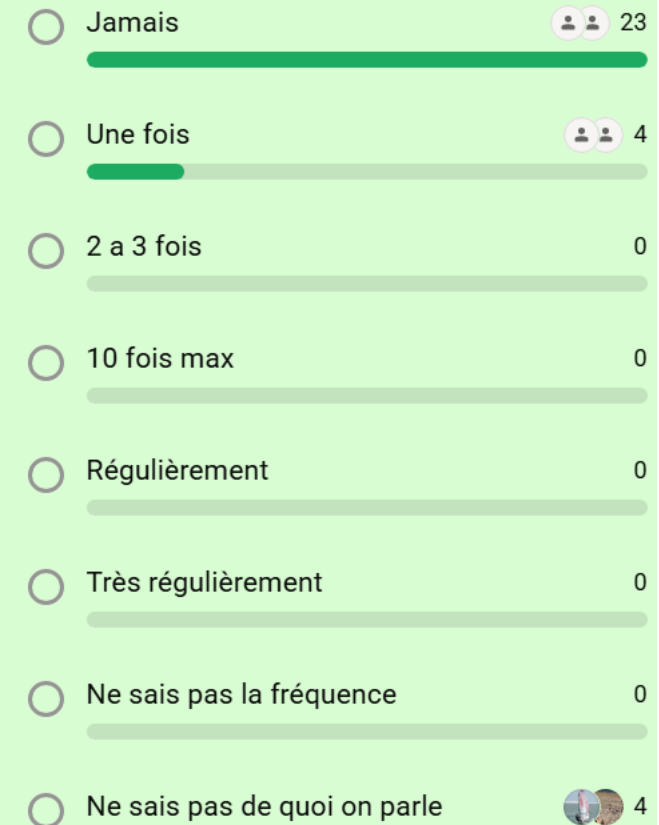 Jamais 23
Une fois 4
2 a 3 fois 0
10 fois max 0
Régulièrement 0
Très régulièrement 0
Ne sais pas la fréquence 0
Ne sais pas de quoi on parle 4